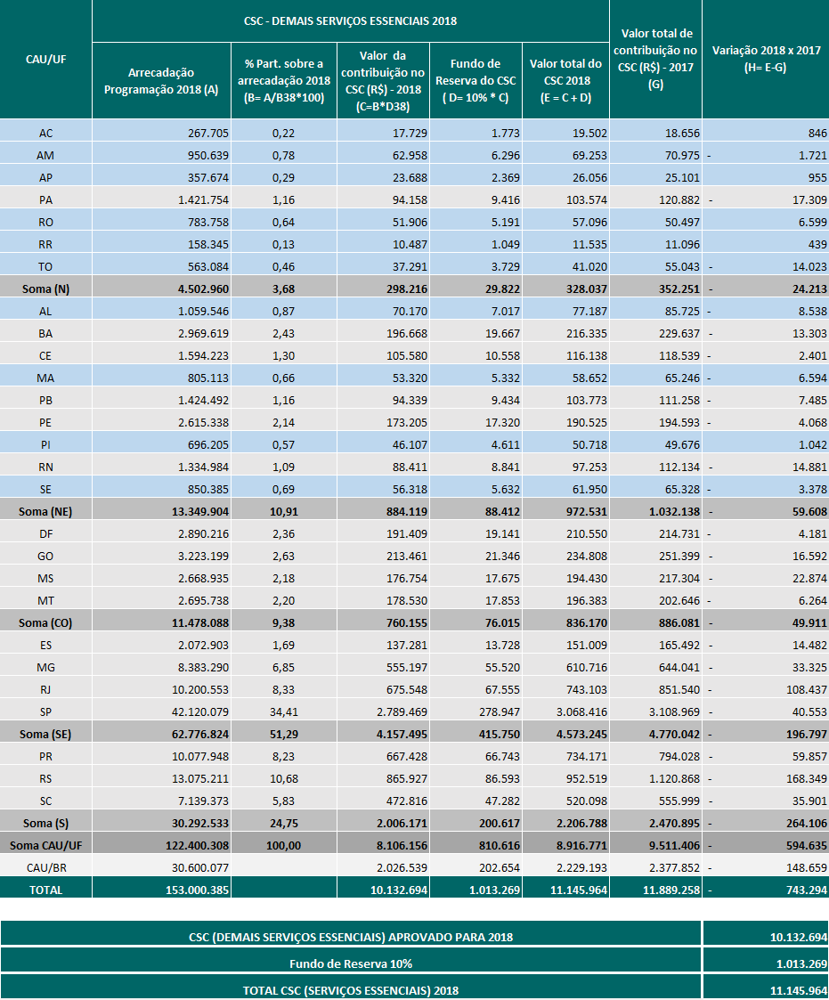 CAU/UF
CSC - DEMAIS SERVIÇOS ESSENCIAIS 2018
Arrecadação
Programação 2018 (A)
% Part. sobre a
arrecadação 2018
(B= A/B38*100)
Valor da
contribuição no
CSC (R$) - 2018
(C=B*D38)
Fundo de
Reserva do CSC
( D= 10% * C)
Valor total do
CSC 2018
(E = C + D)
Valor total de
contribuição no
CSC (R$) - 2017
(G)
Variação 2018 x 2017
(H= E-G)
AC 267.705 0,22 17.729 1.773 19.502 18.656 846
AM 950.639 0,78 62.958 6.296 69.253 70.975 - 1.721
AP 357.674 0,29 23.688 2.369 26.056 25.101 955
PA 1.421.754 1,16 94.158 9.416 103.574 120.882 - 17.309
RO 783.758 0,64 51.906 5.191 57.096 50.497 6.599
RR 158.345 0,13 10.487 1.049 11.535 11.096 439
TO 563.084 0,46 37.291 3.729 41.020 55.043 - 14.023
Soma (N) 4.502.960 3,68 298.216 29.822 328.037 352.251 - 24.213
AL 1.059.546 0,87 70.170 7.017 77.187 85.725 - 8.538
BA 2.969.619 2,43 196.668 19.667 216.335 229.637 - 13.303
CE 1.594.223 1,30 105.580 10.558 116.138 118.539 - 2.401
MA 805.113 0,66 53.320 5.332 58.652 65.246 - 6.594
PB 1.424.492 1,16 94.339 9.434 103.773 111.258 - 7.485
PE 2.615.338 2,14 173.205 17.320 190.525 194.593 - 4.068
PI 696.205 0,57 46.107 4.611 50.718 49.676 1.042
RN 1.334.984 1,09 88.411 8.841 97.253 112.134 - 14.881
SE 850.385 0,69 56.318 5.632 61.950 65.328 - 3.378
Soma (NE) 13.349.904 10,91 884.119 88.412 972.531 1.032.138 - 59.608
DF 2.890.216 2,36 191.409 19.141 210.550 214.731 - 4.181
GO 3.223.199 2,63 213.461 21.346 234.808 251.399 - 16.592
MS 2.668.935 2,18 176.754 17.675 194.430 217.304 - 22.874
MT 2.695.738 2,20 178.530 17.853 196.383 202.646 - 6.264
Soma (CO) 11.478.088 9,38 760.155 76.015 836.170 886.081 - 49.911
ES 2.072.903 1,69 137.281 13.728 151.009 165.492 - 14.482
MG 8.383.290 6,85 555.197 55.520 610.716 644.041 - 33.325
RJ 10.200.553 8,33 675.548 67.555 743.103 851.540 - 108.437
SP 42.120.079 34,41 2.789.469 278.947 3.068.416 3.108.969 - 40.553
Soma (SE) 62.776.824 51,29 4.157.495 415.750 4.573.245 4.770.042 - 196.797
PR 10.077.948 8,23 667.428 66.743 734.171 794.028 - 59.857
RS 13.075.211 10,68 865.927 86.593 952.519 1.120.868 - 168.349
SC 7.139.373 5,83 472.816 47.282 520.098 555.999 - 35.901
Soma (S) 30.292.533 24,75 2.006.171 200.617 2.206.788 2.470.895 - 264.106
Soma CAU/UF 122.400.308 100,00 8.106.156 810.616 8.916.771 9.511.406 - 594.635
CAU/BR 30.600.077 2.026.539 202.654 2.229.193 2.377.852 - 148.659
TOTAL 153.000.385 10.132.694 1.013.269 11.145.964 11.889.258 - 743.294
CSC (DEMAIS SERVIÇOS ESSENCIAIS) APROVADO PARA 2018 10.132.694
Fundo de Reserva 10% 1.013.269
TOTAL CSC (SERVIÇOS ESSENCIAIS) 2018 11.145.964